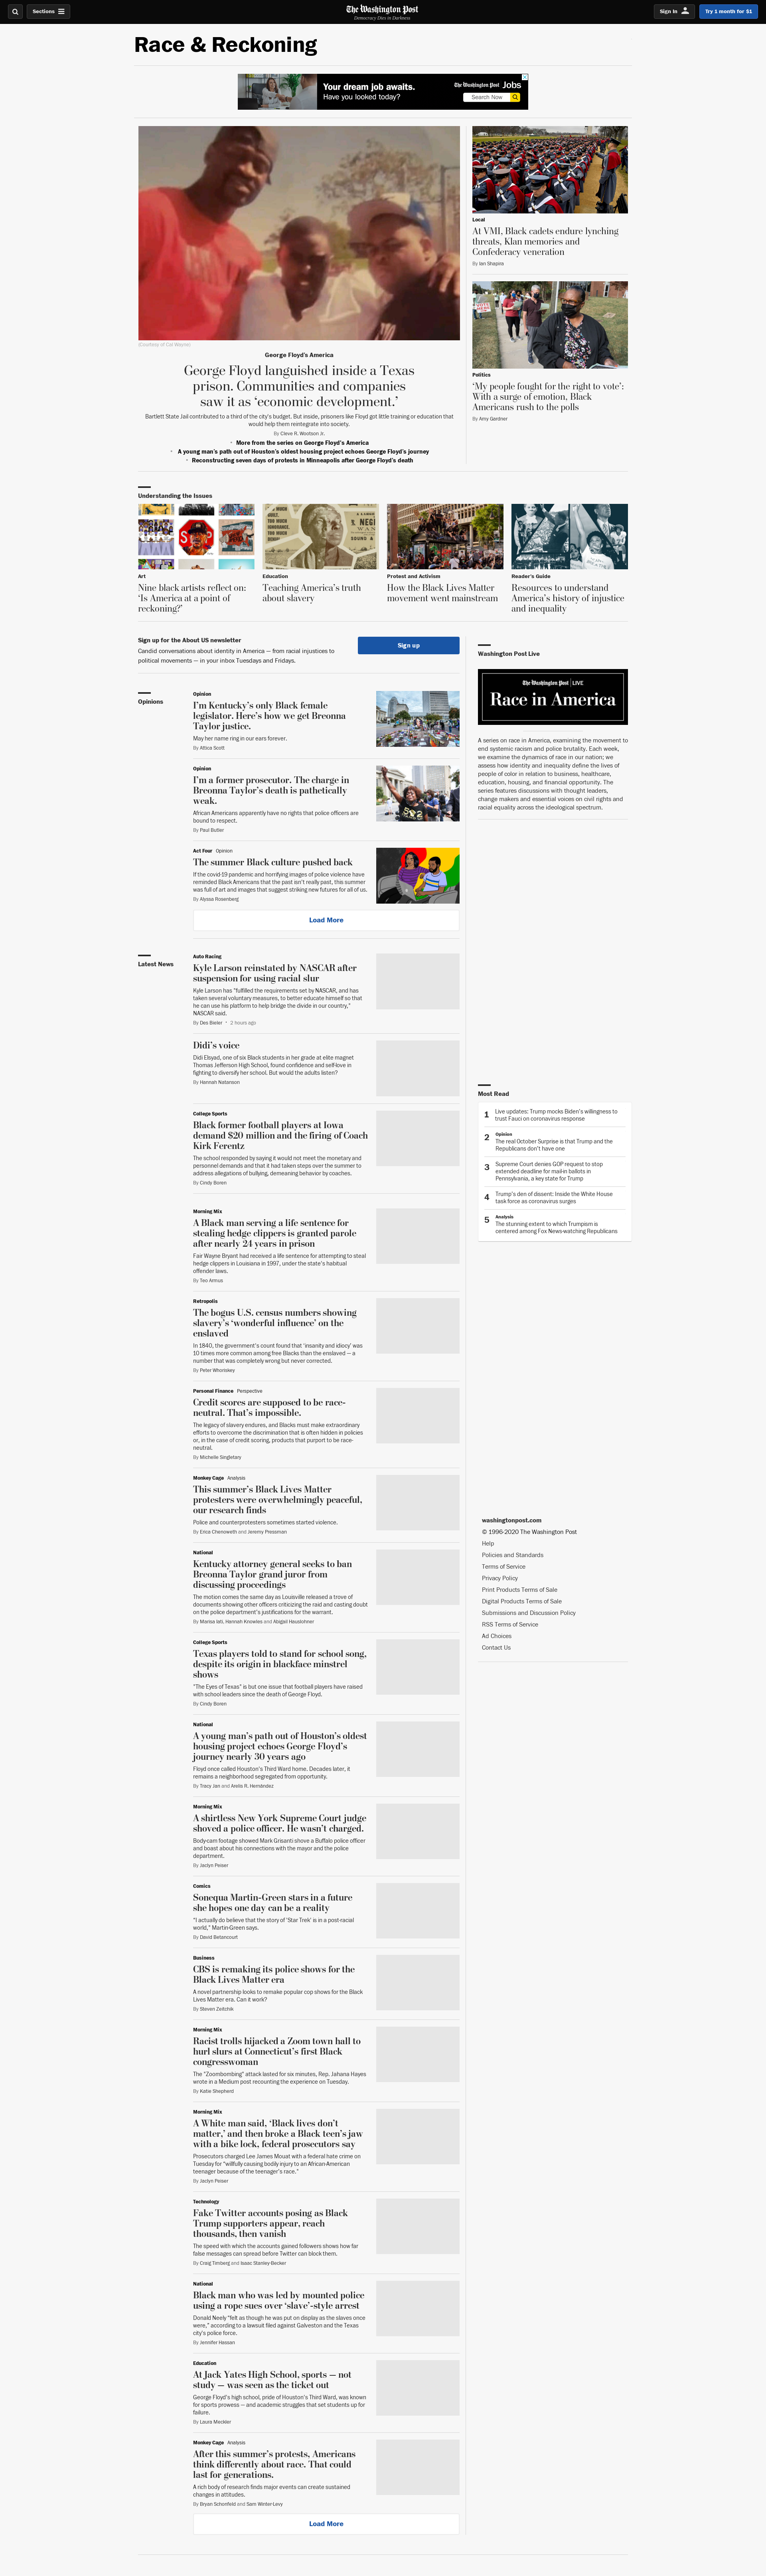 Sections
The Washington Post
Democracy Dies in Darkness
Sign In
Try 1 month for $1
Race & Reckoning
Your dream job awaits.
Have you looked today?
The Washington Post Jobs
Search Now
(Courtesy of Cal Wayne)
George Floyd's America
George Floyd languished inside a Texas
prison. Communities and companies
saw it as ‘economic development.’
Bartlett State Jail contributed to a third of the city's budget. But inside, prisoners like Floyd got little training or education that
would help them reintegrate into society.
By Cleve R. Wootson Jr.
• More from the series on George Floyd's America
• A young man's path out of Houston's oldest housing project echoes George Floyd's journey
• Reconstructing seven days of protests in Minneapolis after George Floyd's death
Local
At VMI, Black cadets endure lynching
threats, Klan memories and
Confederacy veneration
By Ian Shapira
Politics
‘My people fought for the right to vote’:
With a surge of emotion, Black
Americans rush to the polls
By Amy Gardner
Understanding the Issues
Art
Nine black artists reflect on:
‘Is America at a point of
reckoning?’
Education
Teaching America’s truth
about slavery
Protest and Activism
How the Black Lives Matter
movement went mainstream
Reader's Guide
Resources to understand
America’s history of injustice
and inequality
Sign up for the About US newsletter
Candid conversations about identity in America — from racial injustices to
political movements — in your inbox Tuesdays and Fridays.
Sign up
Opinions
Opinion
I’m Kentucky’s only Black female
legislator. Here’s how we get Breonna
Taylor justice.
May her name ring in our ears forever.
By Attica Scott
Opinion
I’m a former prosecutor. The charge in
Breonna Taylor’s death is pathetically
weak.
African Americans apparently have no rights that police officers are
bound to respect.
By Paul Butler
Act Four Opinion
The summer Black culture pushed back
If the covid-19 pandemic and horrifying images of police violence have
reminded Black Americans that the past isn't really past, this summer
was full of art and images that suggest striking new futures for all of us.
By Alyssa Rosenberg
Load More
Washington Post Live
The Washington Post LIVE
Race in America
A series on race in America, examining the movement to
end systemic racism and police brutality. Each week,
we examine the dynamics of race in our nation; we
assess how identity and inequality define the lives of
people of color in relation to business, healthcare,
education, housing, and financial opportunity. The
series features discussions with thought leaders,
change makers and essential voices on civil rights and
racial equality across the ideological spectrum.
Latest News
Auto Racing
Kyle Larson reinstated by NASCAR after
suspension for using racial slur
Kyle Larson has "fulfilled the requirements set by NASCAR, and has
taken several voluntary measures, to better educate himself so that
he can use his platform to help bridge the divide in our country,"
NASCAR said.
By Des Bieler • 2 hours ago
Didi’s voice
Didi Elsyad, one of six Black students in her grade at elite magnet
Thomas Jefferson High School, found confidence and self-love in
fighting to diversify her school. But would the adults listen?
By Hannah Natanson
College Sports
Black former football players at Iowa
demand $20 million and the firing of Coach
Kirk Ferentz
The school responded by saying it would not meet the monetary and
personnel demands and that it had taken steps over the summer to
address allegations of bullying, demeaning behavior by coaches.
By Cindy Boren
Morning Mix
A Black man serving a life sentence for
stealing hedge clippers is granted parole
after nearly 24 years in prison
Fair Wayne Bryant had received a life sentence for attempting to steal
hedge clippers in Louisiana in 1997, under the state's habitual
offender laws.
By Teo Armus
Retropolis
The bogus U.S. census numbers showing
slavery’s ‘wonderful influence’ on the
enslaved
In 1840, the government's count found that 'insanity and idiocy' was
10 times more common among free Blacks than the enslaved — a
number that was completely wrong but never corrected.
By Peter Whoriskey
Personal Finance Perspective
Credit scores are supposed to be race-
neutral. That’s impossible.
The legacy of slavery endures, and Blacks must make extraordinary
efforts to overcome the discrimination that is often hidden in policies
or, in the case of credit scoring, products that purport to be race-
neutral.
By Michelle Singletary
Monkey Cage Analysis
This summer’s Black Lives Matter
protesters were overwhelmingly peaceful,
our research finds
Police and counterprotesters sometimes started violence.
By Erica Chenoweth and Jeremy Pressman
National
Kentucky attorney general seeks to ban
Breonna Taylor grand juror from
discussing proceedings
The motion comes the same day as Louisville released a trove of
documents showing other officers criticizing the raid and casting doubt
on the police department's justifications for the warrant.
By Marisa Iati, Hannah Knowles and Abigail Hauslohner
College Sports
Texas players told to stand for school song,
despite its origin in blackface minstrel
shows
"The Eyes of Texas" is but one issue that football players have raised
with school leaders since the death of George Floyd.
By Cindy Boren
National
A young man’s path out of Houston’s oldest
housing project echoes George Floyd’s
journey nearly 30 years ago
Floyd once called Houston's Third Ward home. Decades later, it
remains a neighborhood segregated from opportunity.
By Tracy Jan and Arelis R. Hernández
Morning Mix
A shirtless New York Supreme Court judge
shoved a police officer. He wasn’t charged.
Body-cam footage showed Mark Grisanti shove a Buffalo police officer
and boast about his connections with the mayor and the police
department.
By Jaclyn Peiser
Comics
Sonequa Martin-Green stars in a future
she hopes one day can be a reality
"I actually do believe that the story of 'Star Trek' is in a post-racial
world," Martin-Green says.
By David Betancourt
Business
CBS is remaking its police shows for the
Black Lives Matter era
A novel partnership looks to remake popular cop shows for the Black
Lives Matter era. Can it work?
By Steven Zeitchik
Morning Mix
Racist trolls hijacked a Zoom town hall to
hurl slurs at Connecticut’s first Black
congresswoman
The "Zoombombing" attack lasted for six minutes, Rep. Jahana Hayes
wrote in a Medium post recounting the experience on Tuesday.
By Katie Shepherd
Morning Mix
A White man said, ‘Black lives don’t
matter,’ and then broke a Black teen’s jaw
with a bike lock, federal prosecutors say
Prosecutors charged Lee James Mouat with a federal hate crime on
Tuesday for "willfully causing bodily injury to an African-American
teenager because of the teenager's race."
By Jaclyn Peiser
Technology
Fake Twitter accounts posing as Black
Trump supporters appear, reach
thousands, then vanish
The speed with which the accounts gained followers shows how far
false messages can spread before Twitter can block them.
By Craig Timberg and Isaac Stanley-Becker
National
Black man who was led by mounted police
using a rope sues over ‘slave’-style arrest
Donald Neely "felt as though he was put on display as the slaves once
were," according to a lawsuit filed against Galveston and the Texas
city's police force.
By Jennifer Hassan
Education
At Jack Yates High School, sports — not
study — was seen as the ticket out
George Floyd's high school, pride of Houston's Third Ward, was known
for sports prowess — and academic struggles that set students up for
failure.
By Laura Meckler
Monkey Cage Analysis
After this summer’s protests, Americans
think differently about race. That could
last for generations.
A rich body of research finds major events can create sustained
changes in attitudes.
By Bryan Schonfeld and Sam Winter-Levy
Load More
Most Read
1 Live updates: Trump mocks Biden's willingness to
trust Fauci on coronavirus response
2 Opinion
The real October Surprise is that Trump and the
Republicans don't have one
3 Supreme Court denies GOP request to stop
extended deadline for mail-in ballots in
Pennsylvania, a key state for Trump
4 Trump's den of dissent: Inside the White House
task force as coronavirus surges
5 Analysis
The stunning extent to which Trumpism is
centered among Fox News-watching Republicans
washingtonpost.com
© 1996-2020 The Washington Post
Help
Policies and Standards
Terms of Service
Privacy Policy
Print Products Terms of Sale
Digital Products Terms of Sale
Submissions and Discussion Policy
RSS Terms of Service
Ad Choices
Contact Us